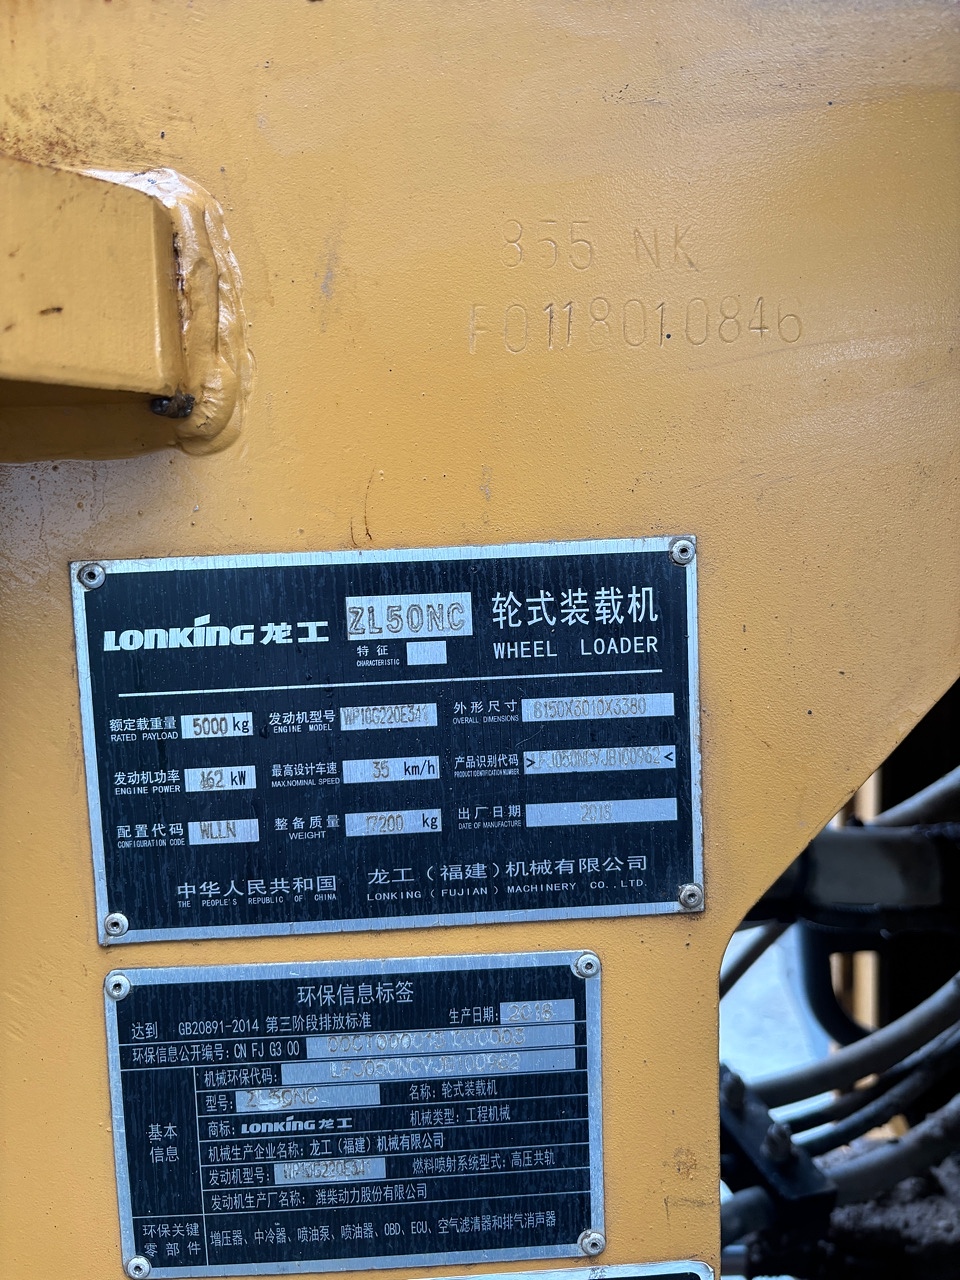 855 NK
F0118010846
LONKING 龙工 ZL50NC 轮式装载机
特征 CHARACTERISTIC WHEEL LOADER
额定载重量 RATED PAYLOAD 5000 kg 发动机型号 ENGINE MODEL 外形尺寸 OVERALL DIMENSIONS 8150X3010X3380
发动机功率 ENGINE POWER 162 kW 最高设计车速 MAX.NOMINAL SPEED 35 km/h 产品识别代码 PRODUCT IDENTIFICATION NUMBER
配置代码 CONFIGURATION CODE WLLN 整备质量 WEIGHT 17200 kg 出厂日期 DATE OF MANUFACTURE 2018
中华人民共和国 龙工（福建）机械有限公司
THE PEOPLE'S REPUBLIC OF CHINA LONKING (FUJIAN) MACHINERY CO.,LTD.
环保信息标签
达到 GB20891-2014 第三阶段排放标准 生产日期: 2018
环保信息公开编号: CN FJ G3 00
机械环保代码:
基本信息 型号: ZL50NC 名称: 轮式装载机
商标: LONKING 龙工 机械类型: 工程机械
机械生产企业名称: 龙工（福建）机械有限公司
发动机型号: 燃料喷射系统型式: 高压共轨
发动机生产厂名称: 潍柴动力股份有限公司
环保关键零部件 增压器、中冷器、喷油泵、喷油器、OBD、ECU、空气滤清器和排气消声器